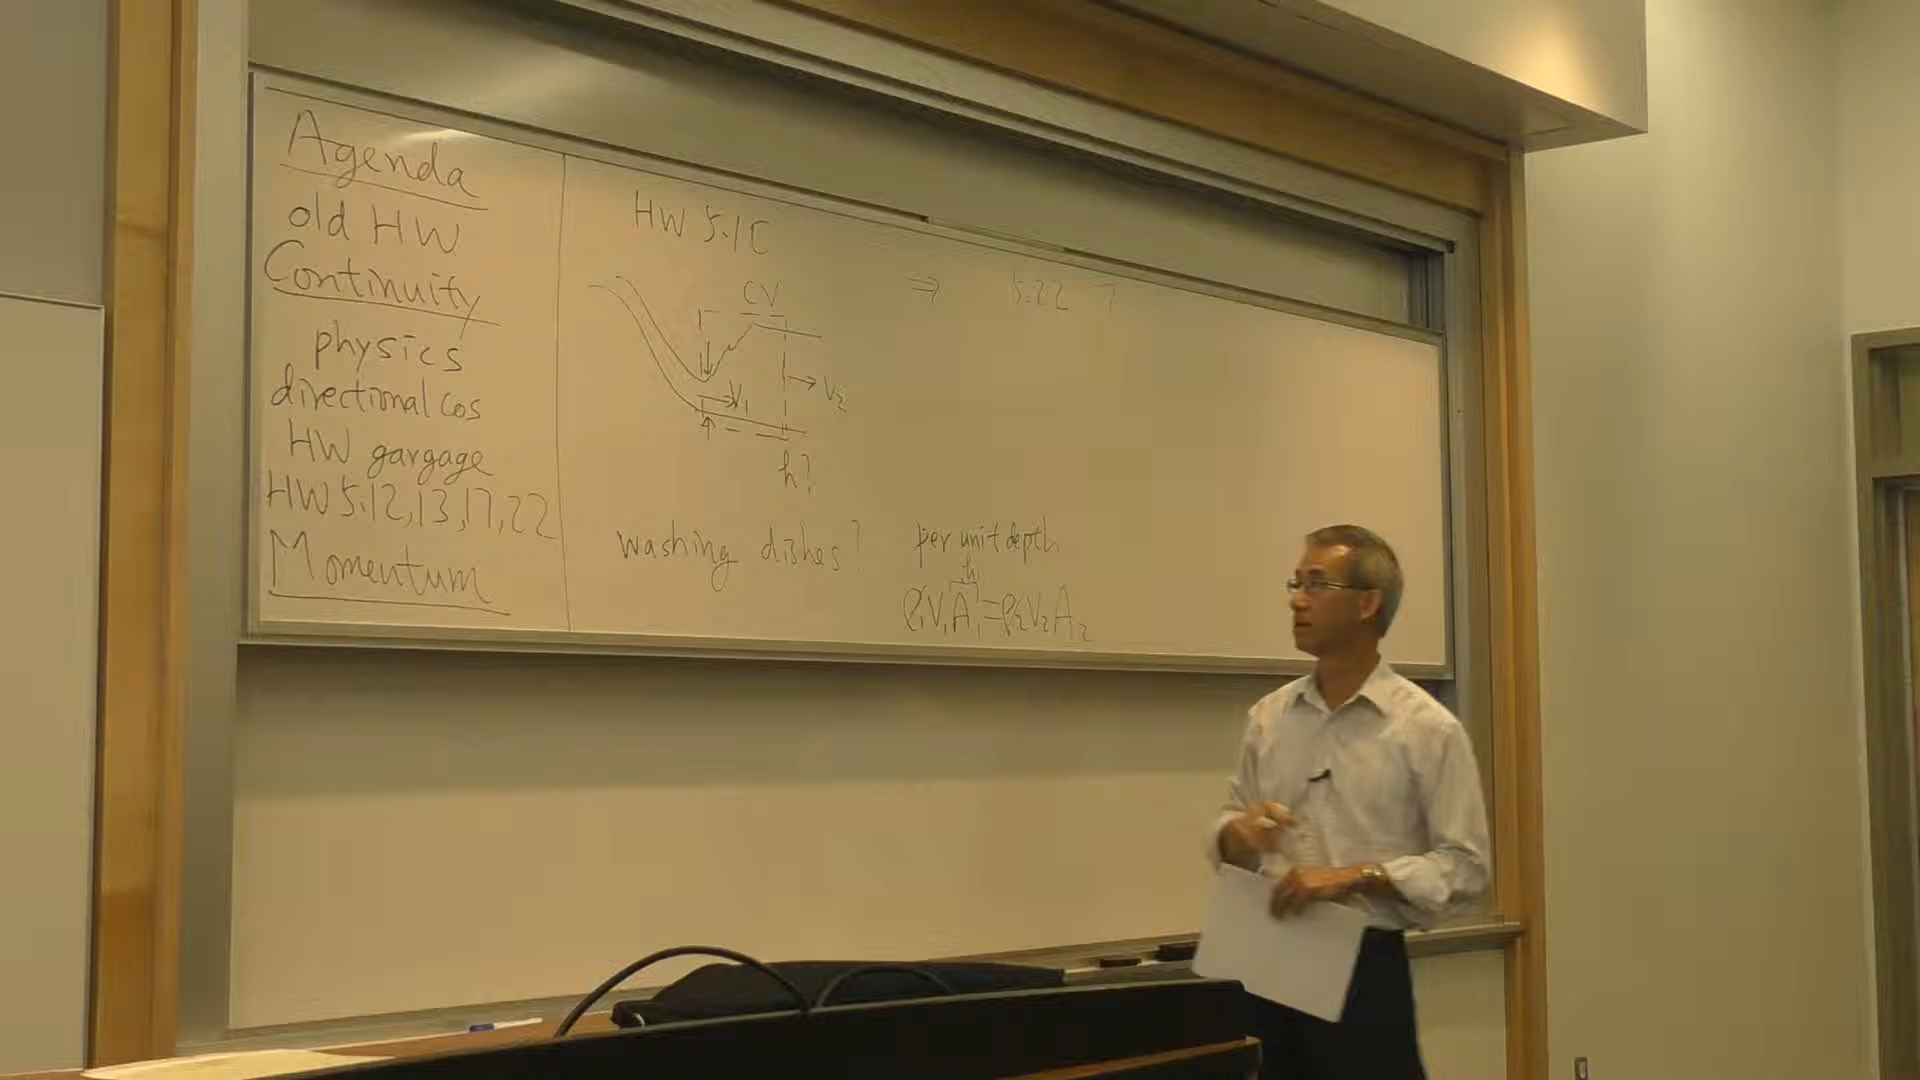 Agenda
old HW
Continuity
physics
directional cos
HW gargage
HW 5.12, 13, 17, 22
Momentum
HW 5.1C
CV
V₁
V₂
h?
⇒ 5.22
washing dishes?
per unit depth
h₁
ρ₁V₁A₁=ρ₂V₂A₂